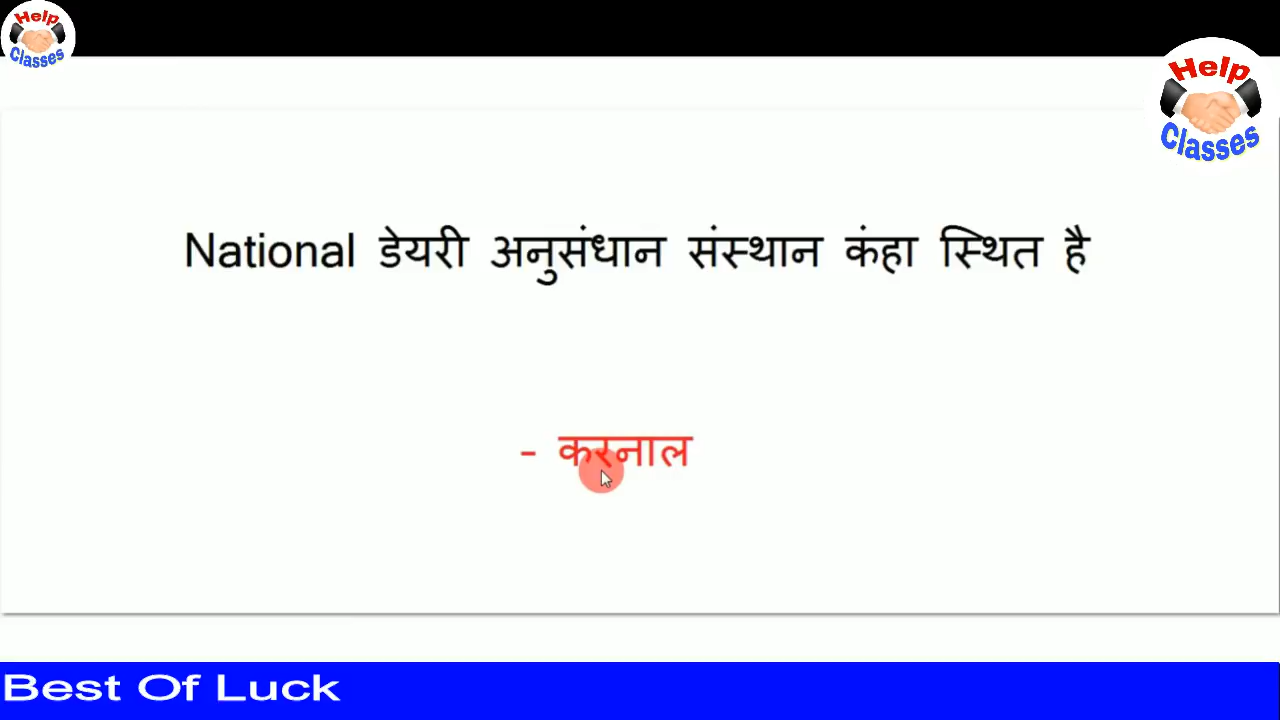 Help
Classes
Help
Classes
National डेयरी अनुसंधान संस्थान कंहा स्थित है
- करनाल
Best Of Luck